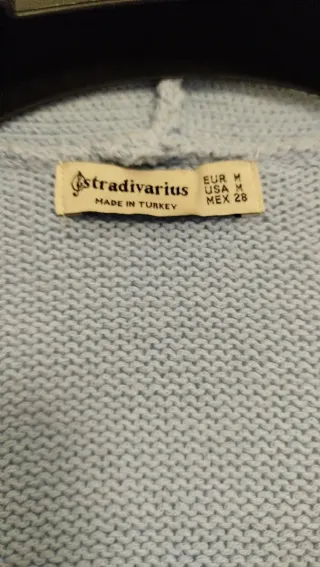 stradivarius
MADE IN TURKEY
EUR M
USA M
MEX 28